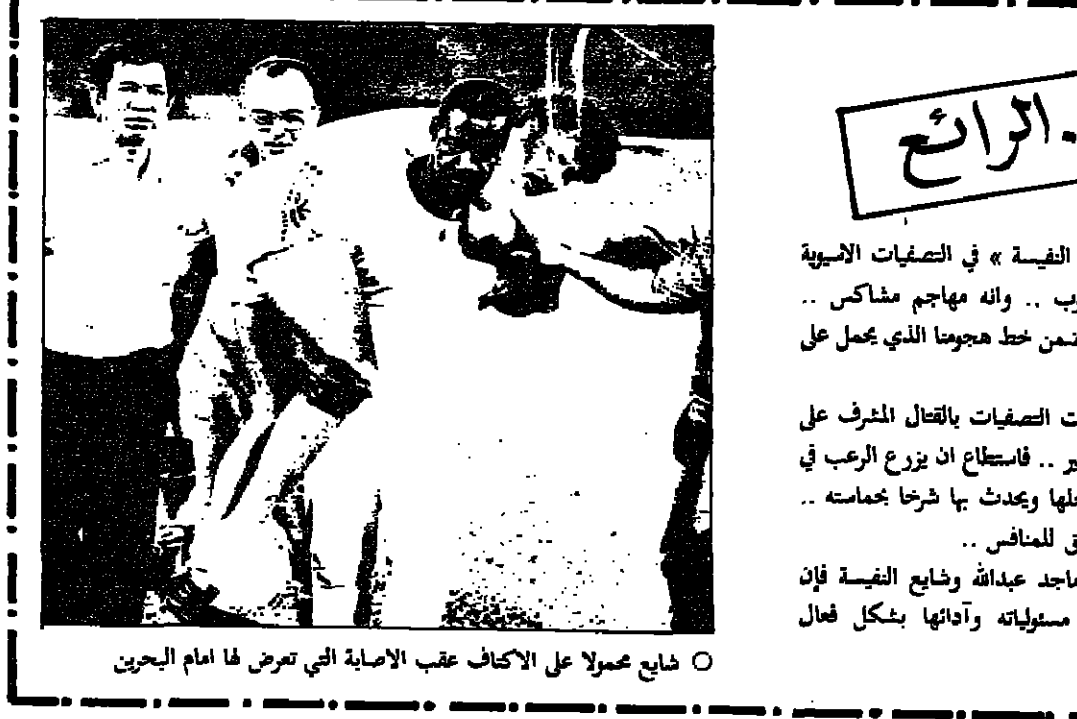 .الرائع
النفيسة » في التصفيات الاسيوية
وب .. وانه مهاجم مشاكس ..
ضمن خط هجومنا الذي يحمل على
ت التصفيات بالقتال المشرف على
ير .. فاستطاع ان يزرع الرعب في
خلها ويحدث بها شرخا بحماسته ..
ق للمنافس ..
ماجد عبدالله وشايع النفيسة فإن
مسئولياته وآدائها بشكل فعال
○ شايع محمولا على الاكتاف عقب الاصابة التي تعرض لها امام البحرين